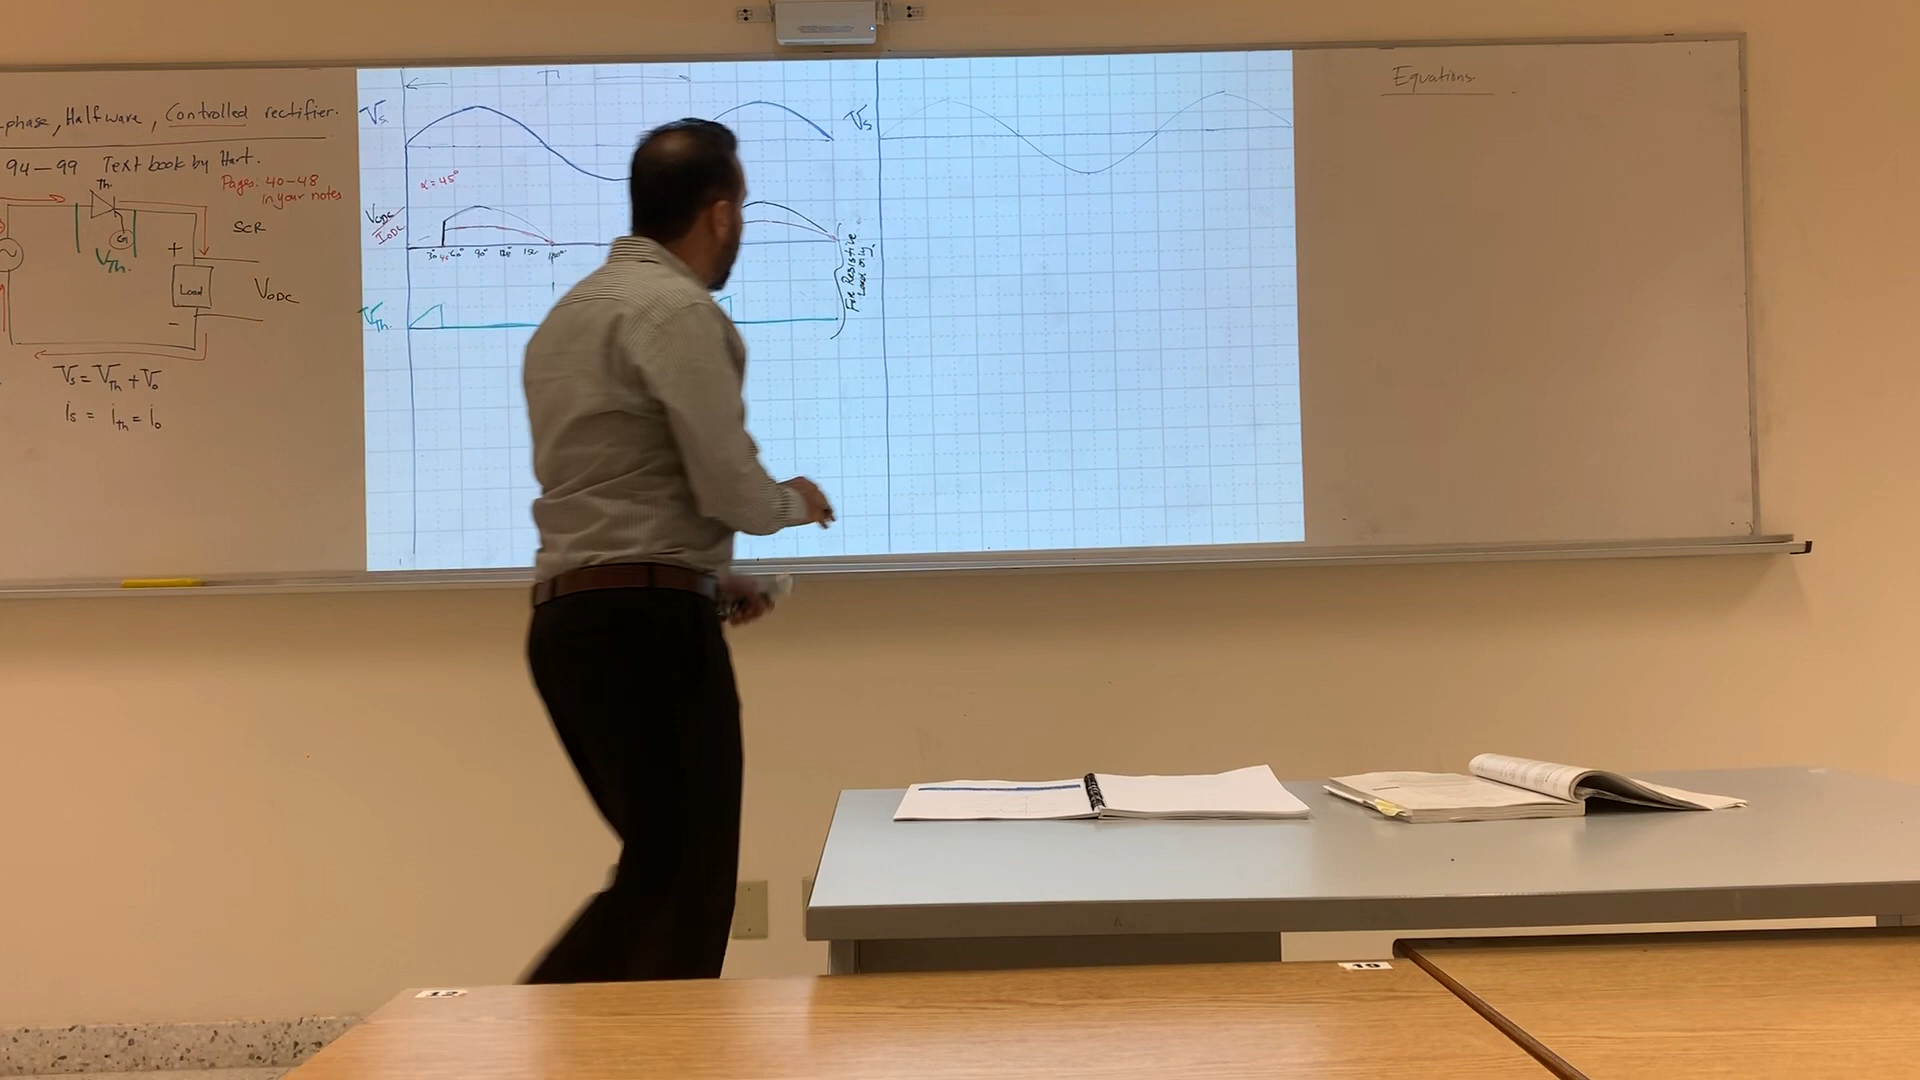 -phase, Halfwave, Controlled rectifier.
94-99 Text book by Hart.
Pages: 40-48
in your notes
Th.
SCR
G
+
VTh.
Load
VODC
-
Vs = VTh + Vo
is = ith = io
T
Vs
α = 45°
VODC
IODC
30° 45 60° 90° 120° 150 180°
VTh.
For Resistive
Load only.
Vs
Equations
12
19